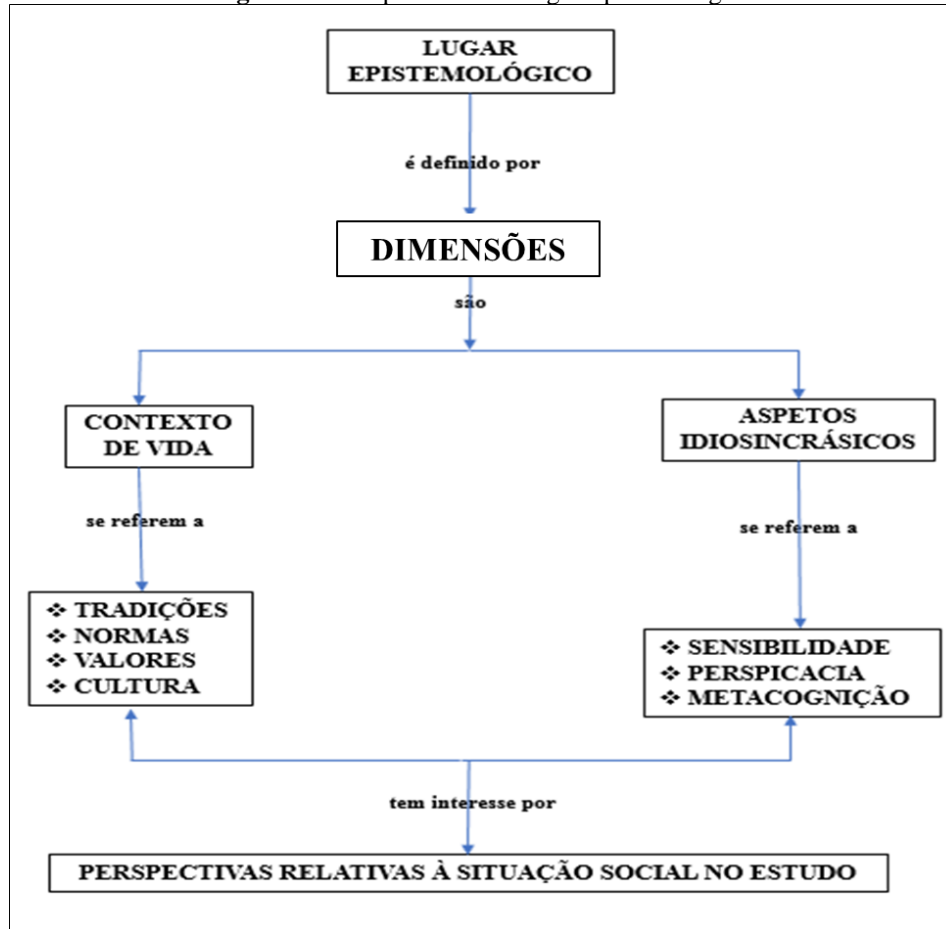 LUGAR
EPISTEMOLÓGICO
é definido por
DIMENSÕES
são
CONTEXTO
DE VIDA
ASPETOS
IDIOSINCRÁSICOS
se referem a
se referem a
❖ TRADIÇÕES
❖ NORMAS
❖ VALORES
❖ CULTURA
❖ SENSIBILIDADE
❖ PERSPICACIA
❖ METACOGNIÇÃO
tem interesse por
PERSPECTIVAS RELATIVAS À SITUAÇÃO SOCIAL NO ESTUDO